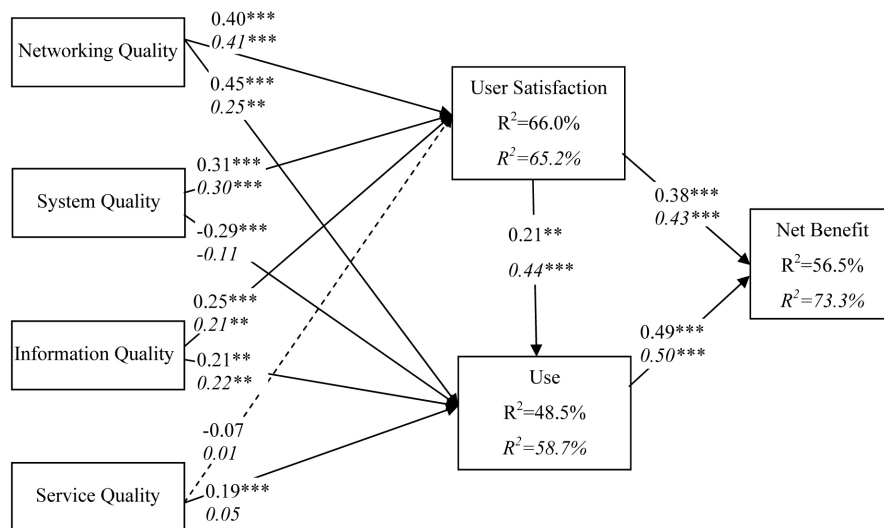 Networking Quality
0.40***
0.41***
0.45***
0.25**
System Quality
0.31***
0.30***
-0.29***
-0.11
Information Quality
0.25***
0.21**
0.21**
0.22**
Service Quality
-0.07
0.01
0.19***
0.05
User Satisfaction
R²=66.0%
R²=65.2%
0.21**
0.44***
Use
R²=48.5%
R²=58.7%
0.38***
0.43***
0.49***
0.50***
Net Benefit
R²=56.5%
R²=73.3%